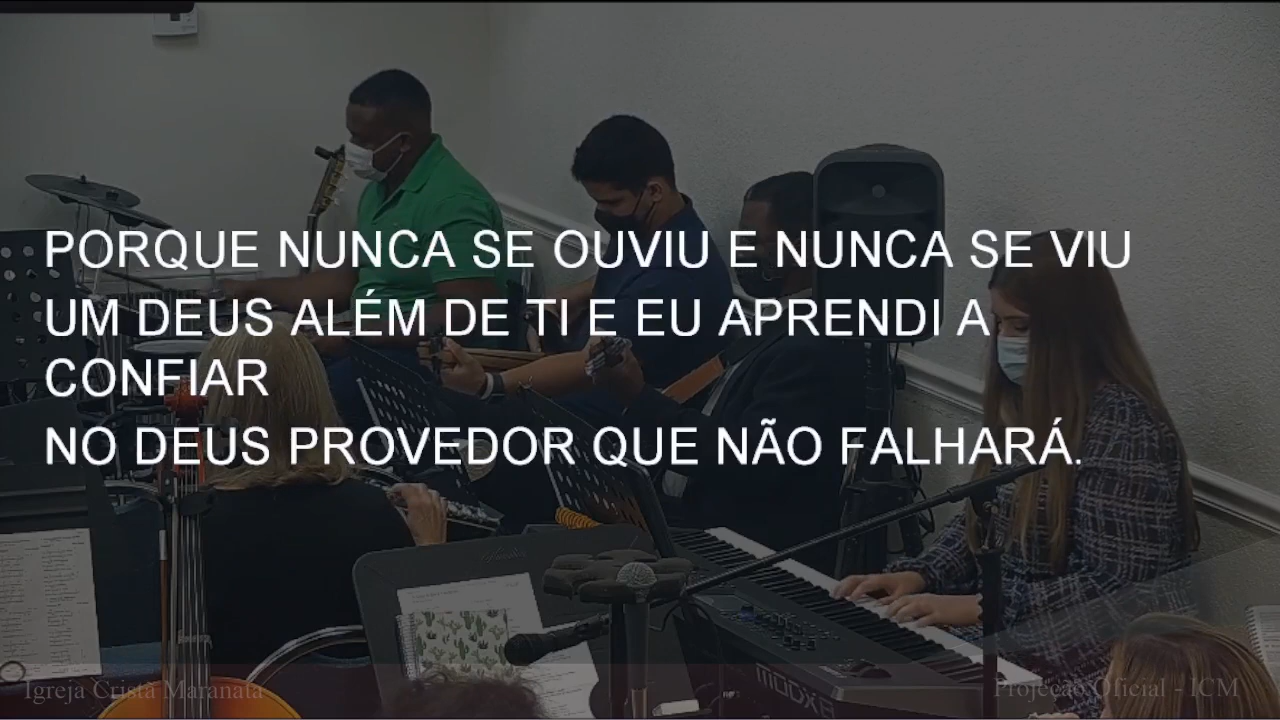 PORQUE NUNCA SE OUVIU E NUNCA SE VIU
UM DEUS ALÉM DE TI E EU APRENDI A
CONFIAR
NO DEUS PROVEDOR QUE NÃO FALHARÁ.
MODX8
Igreja Cristã Maranata
Projeção Oficial - ICM